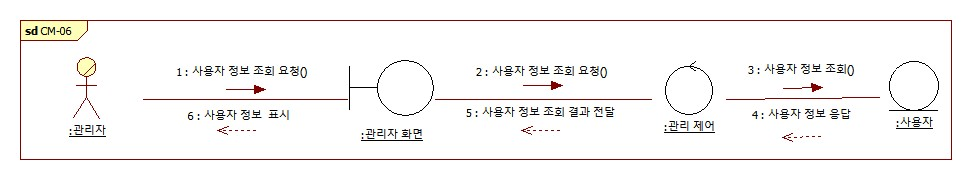 sd CM-06
1 : 사용자 정보 조회 요청()
2 : 사용자 정보 조회 요청()
3 : 사용자 정보 조회()
6 : 사용자 정보 표시
5 : 사용자 정보 조회 결과 전달
4 : 사용자 정보 응답
:관리자
:관리자 화면
:관리 제어
:사용자